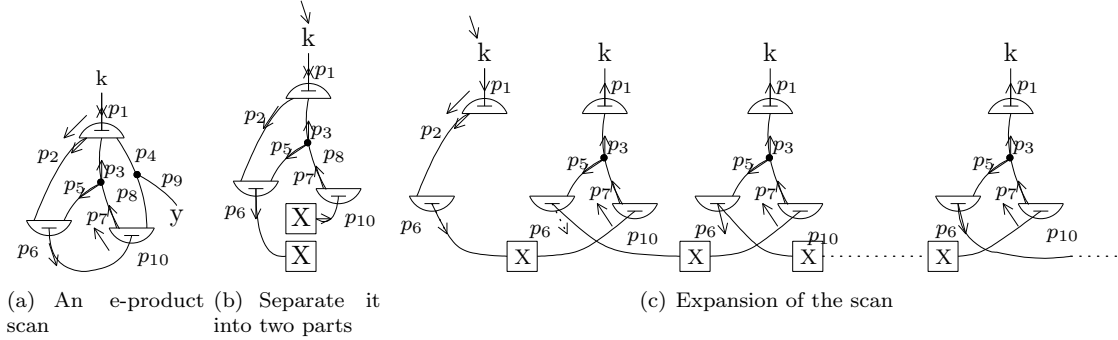 k
p1
p2
p4
p3
p5
p9
p8
p7
y
p6
p10
(a) An e-product
scan
k
p1
p2
p3
p5
p8
p7
p6
X
p10
X
(b) Separate it
into two parts
k
p1
p2
p6
X
k
p1
p3
p5
p7
p6
p10
X
k
p1
p3
p5
p7
p6
p10
X
X
k
p1
p3
p5
p7
p6
p10
(c) Expansion of the scan